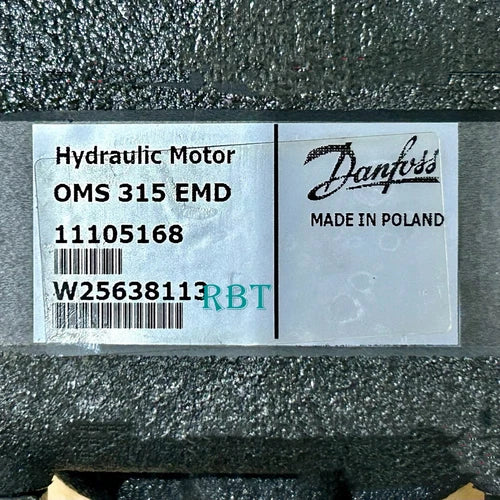 Hydraulic Motor
OMS 315 EMD
11105168
W25638113
RBT
Danfoss
MADE IN POLAND